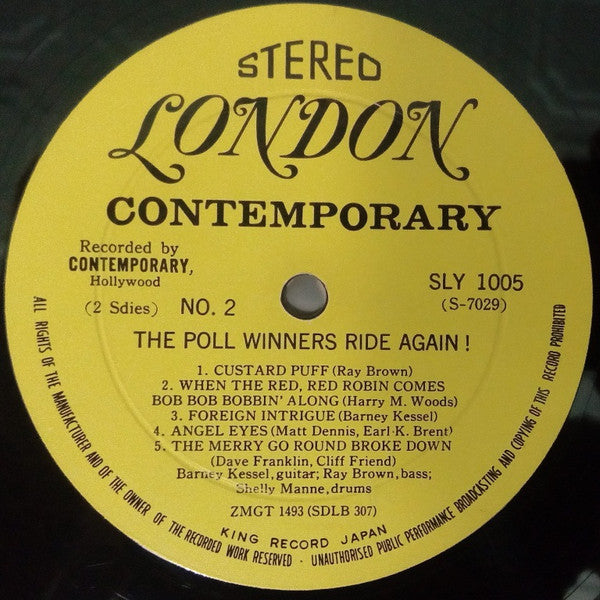 STEREO
LONDON
CONTEMPORARY
Recorded by
CONTEMPORARY,
Hollywood
SLY 1005
(2 Sdies) NO. 2
(S-7029)
THE POLL WINNERS RIDE AGAIN !
1. CUSTARD PUFF (Ray Brown)
2. WHEN THE RED, RED ROBIN COMES
BOB BOB BOBBIN' ALONG (Harry M. Woods)
3. FOREIGN INTRIGUE (Barney Kessel)
4. ANGEL EYES (Matt Dennis, Earl K. Brent)
5. THE MERRY GO ROUND BROKE DOWN
(Dave Franklin, Cliff Friend)
Barney Kessel, guitar; Ray Brown, bass;
Shelly Manne, drums
ZMGT 1493 (SDLB 307)
KING RECORD JAPAN
ALL RIGHTS OF THE MANUFACTURER AND OF THE OWNER OF THE RECORDED WORK RESERVED · UNAUTHORISED PUBLIC PERFORMANCE BROADCASTING AND COPYING OF THIS RECORD PROHIBITED